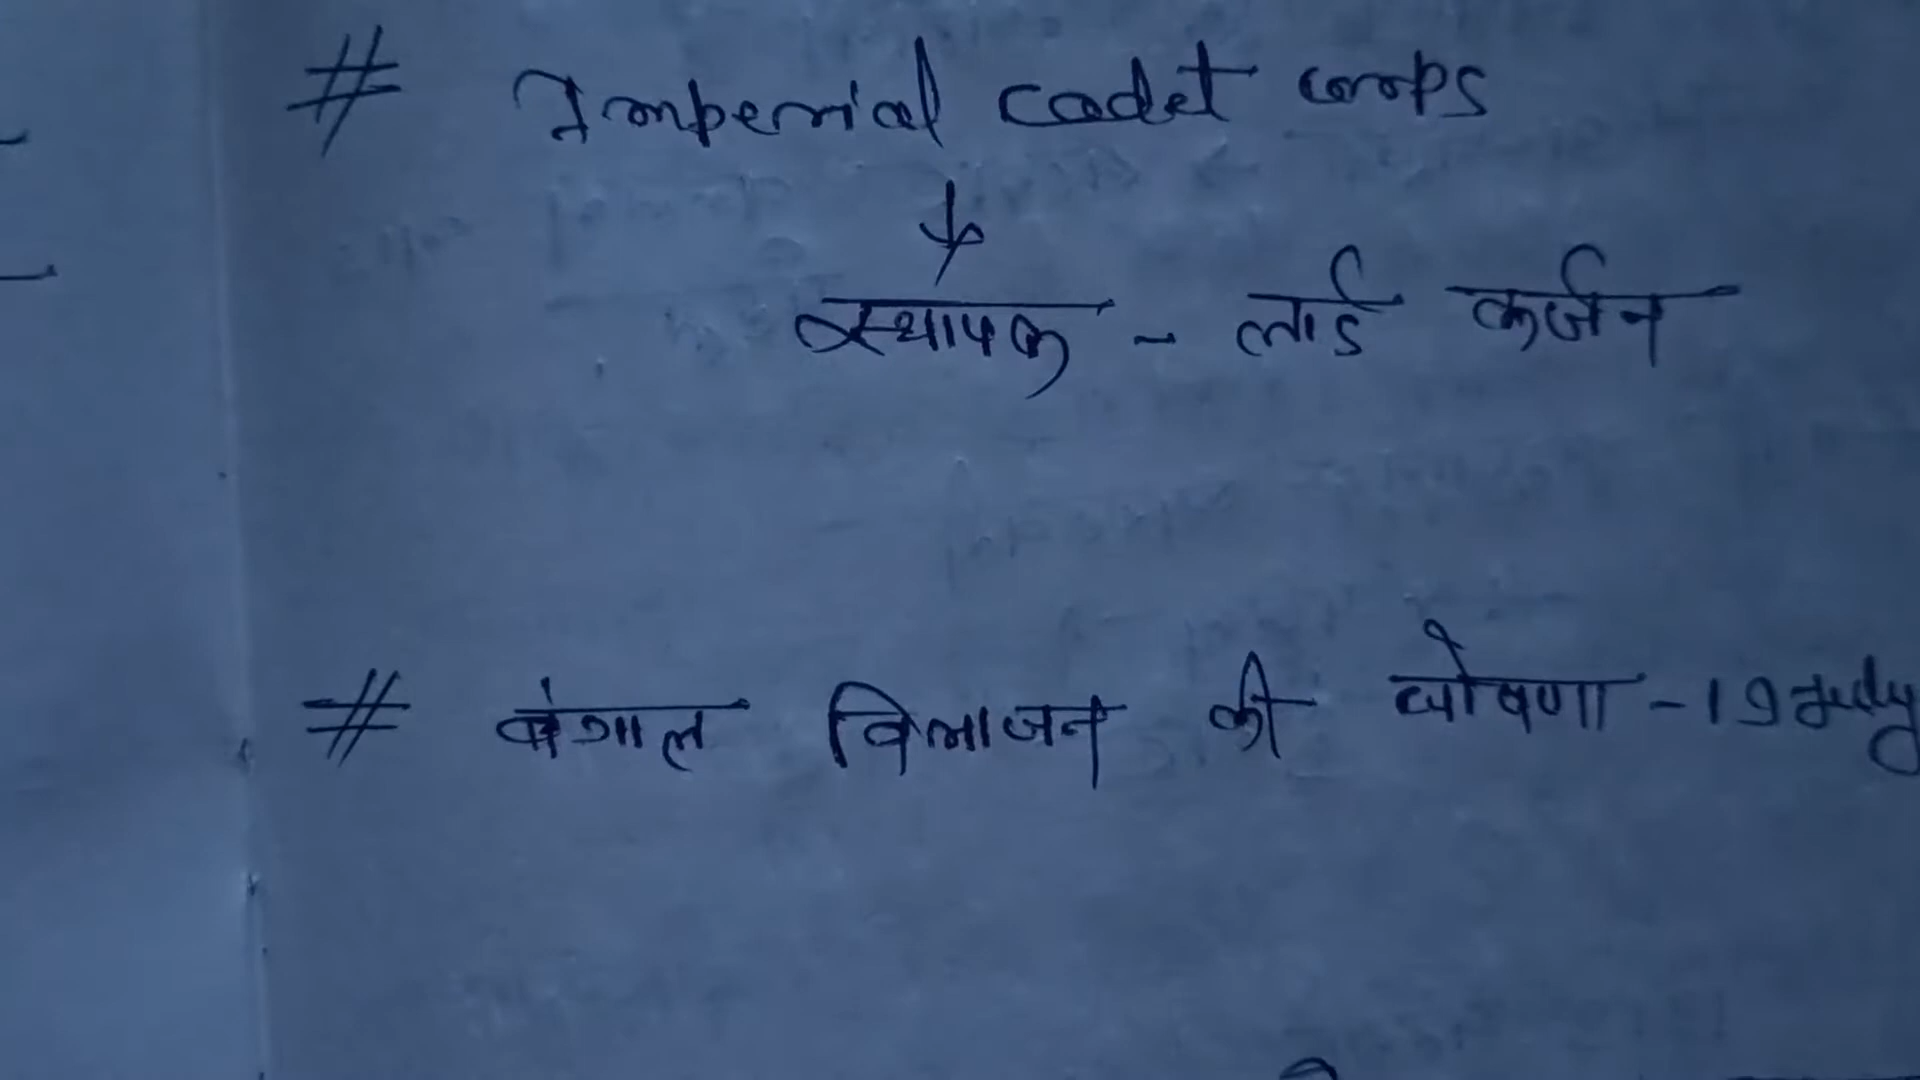 # Imperial cadet corps
स्थापक - लार्ड कर्जन
# बंगाल विभाजन की घोषणा - 19 July